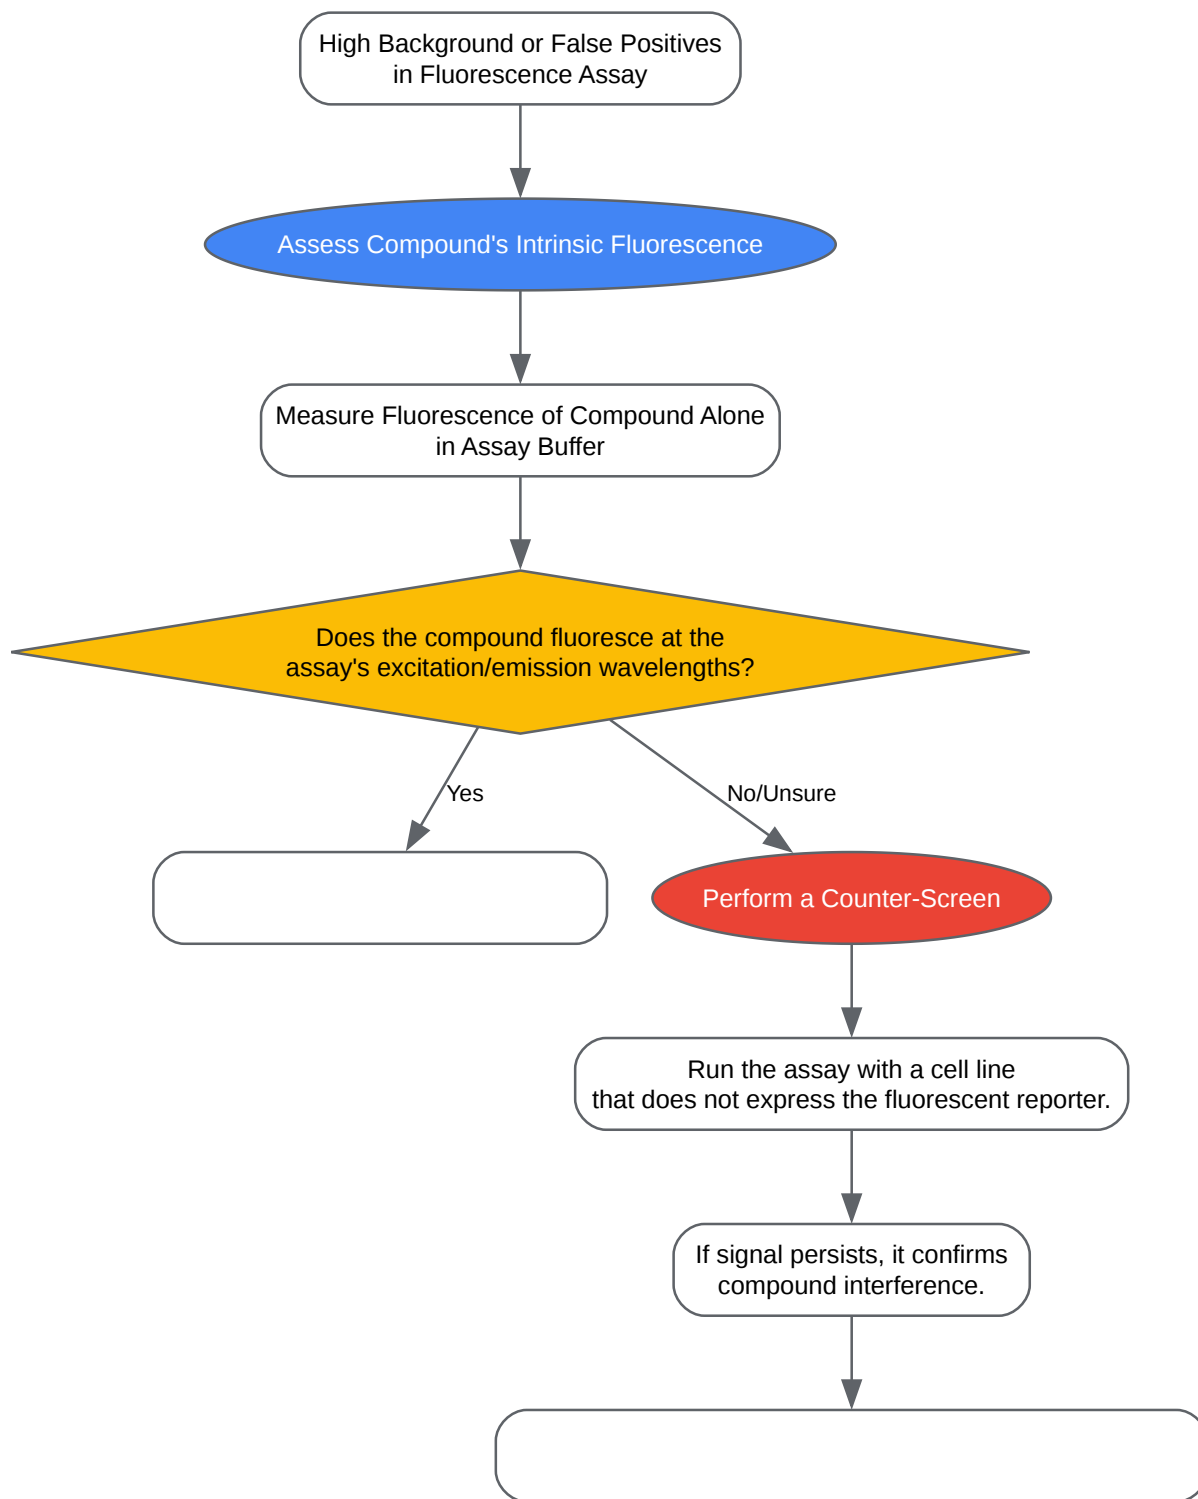 High Background or False Positives
in Fluorescence Assay
Assess Compound's Intrinsic Fluorescence
Measure Fluorescence of Compound Alone
in Assay Buffer
Does the compound fluoresce at the
assay's excitation/emission wavelengths?
Yes
No/Unsure
Perform a Counter-Screen
Run the assay with a cell line
that does not express the fluorescent reporter.
If signal persists, it confirms
compound interference.